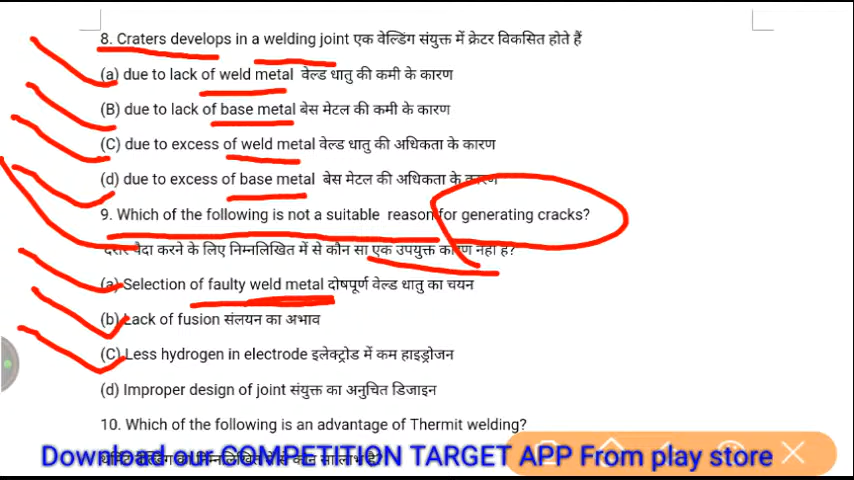 8. Craters develops in a welding joint एक वेल्डिंग संयुक्त में क्रेटर विकसित होते हैं
(a) due to lack of weld metal वेल्ड धातु की कमी के कारण
(B) due to lack of base metal बेस मेटल की कमी के कारण
(C) due to excess of weld metal वेल्ड धातु की अधिकता के कारण
(d) due to excess of base metal बेस मेटल की अधिकता के कारण
9. Which of the following is not a suitable reason for generating cracks?
दरार पैदा करने के लिए निम्नलिखित में से कौन सा एक उपयुक्त कारण नहीं है?
(a) Selection of faulty weld metal दोषपूर्ण वेल्ड धातु का चयन
(b) Lack of fusion संलयन का अभाव
(C) Less hydrogen in electrode इलेक्ट्रोड में कम हाइड्रोजन
(d) Improper design of joint संयुक्त का अनुचित डिजाइन
10. Which of the following is an advantage of Thermit welding?
Download our COMPETITION TARGET APP From play store